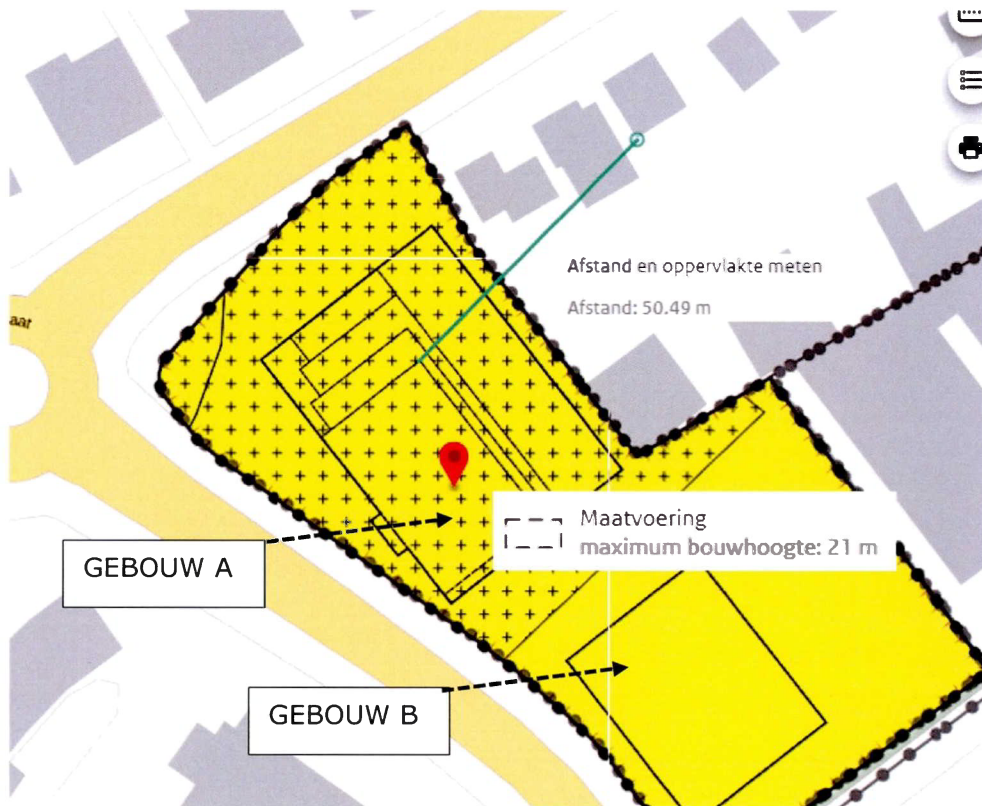 aat
Afstand en oppervlakte meten
Afstand: 50.49 m
Maatvoering
maximum bouwhoogte: 21 m
GEBOUW A
GEBOUW B